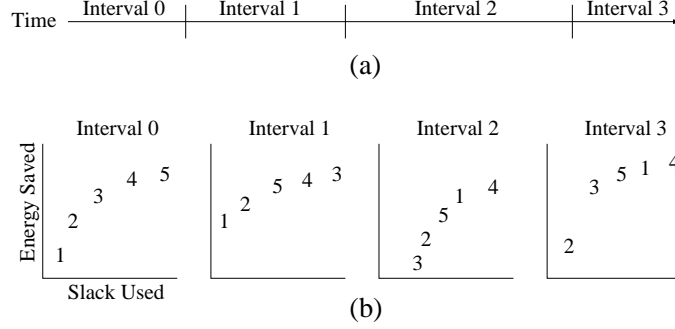 Time Interval 0 Interval 1 Interval 2 Interval 3
(a)
Interval 0 Interval 1 Interval 2 Interval 3
Energy Saved
1 2 3 4 5
1 2 5 4 3
3 2 5 1 4
2 3 5 1 4
Slack Used
(b)